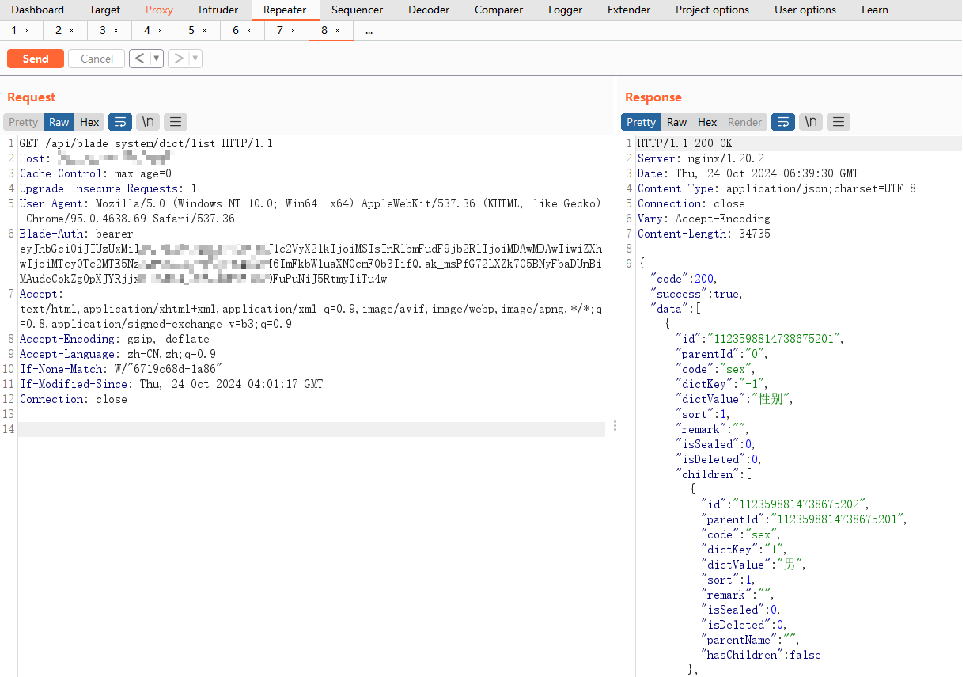 Dashboard Target Proxy Intruder Repeater Sequencer Decoder Comparer Logger Extender Project options User options Learn
1 × 2 × 3 × 4 × 5 × 6 × 7 × 8 × ...
Send Cancel < ▼ > ▼
Request
Pretty Raw Hex \n
1 GET /api/blade-system/dict/list HTTP/1.1
2 Host:
3 Cache-Control: max-age=0
4 Upgrade-Insecure-Requests: 1
5 User-Agent: Mozilla/5.0 (Windows NT 10.0; Win64; x64) AppleWebKit/537.36 (KHTML, like Gecko)
Chrome/95.0.4638.69 Safari/537.36
6 Blade-Auth: bearer
7 Accept:
text/html,application/xhtml+xml,application/xml;q=0.9,image/avif,image/webp,image/apng,*/*;q
=0.8,application/signed-exchange;v=b3;q=0.9
8 Accept-Encoding: gzip, deflate
9 Accept-Language: zh-CN,zh;q=0.9
10 If-None-Match: W/"6719c68d-1a86"
11 If-Modified-Since: Thu, 24 Oct 2024 04:01:17 GMT
12 Connection: close
13
14
Response
Pretty Raw Hex Render \n
1 HTTP/1.1 200 OK
2 Server: nginx/1.20.2
3 Date: Thu, 24 Oct 2024 06:39:30 GMT
4 Content-Type: application/json;charset=UTF-8
5 Connection: close
6 Vary: Accept-Encoding
7 Content-Length: 34735
8
9 {
"code":200,
"success":true,
"data":[
{
"id":"1123598814738675201",
"parentId":"0",
"code":"sex",
"dictKey":"-1",
"dictValue":"性别",
"sort":1,
"remark":"",
"isSealed":0,
"isDeleted":0,
"children":[
{
"id":"1123598814738675202",
"parentId":"1123598814738675201",
"code":"sex",
"dictKey":"1",
"dictValue":"男",
"sort":1,
"remark":"",
"isSealed":0,
"isDeleted":0,
"parentName":"",
"hasChildren":false
},